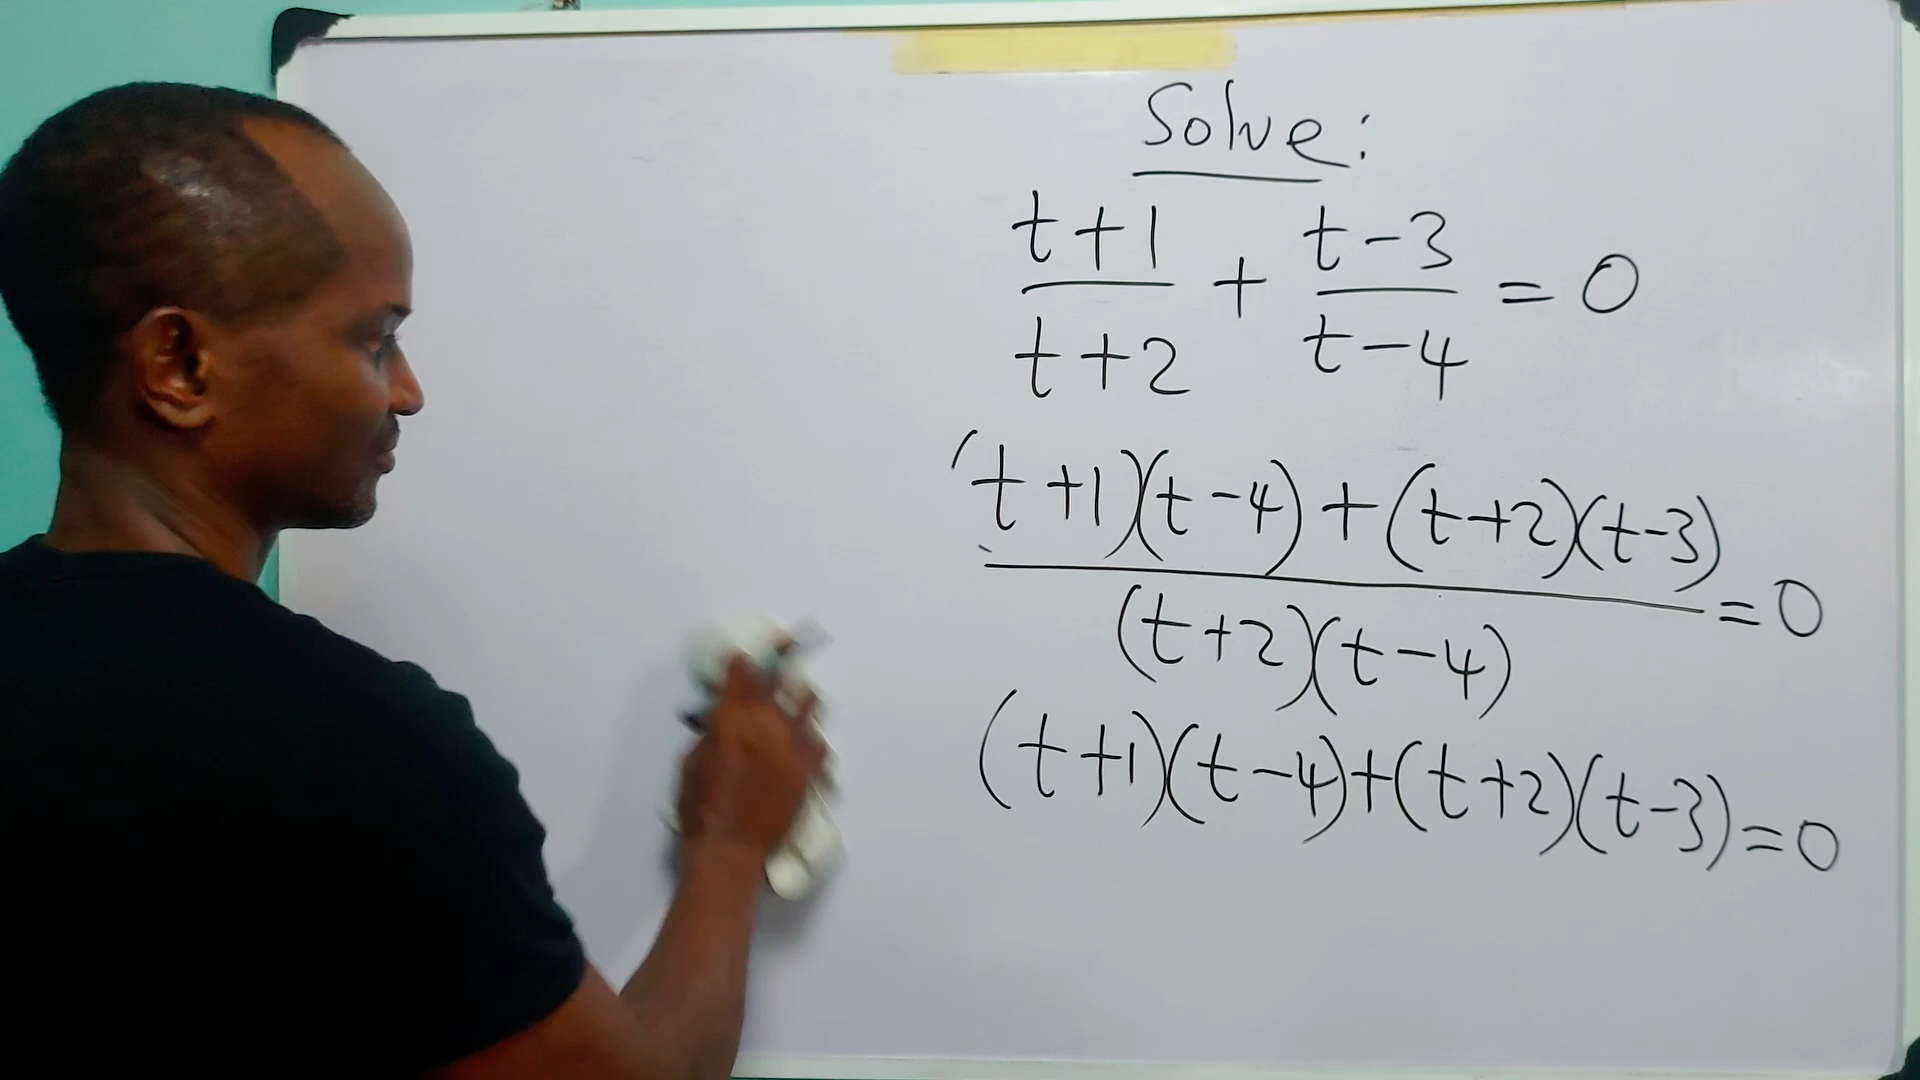 Solve:
t+1/t+2 + t-3/t-4 = 0
(t+1)(t-4)+(t+2)(t-3)/(t+2)(t-4) = 0
(t+1)(t-4)+(t+2)(t-3)=0